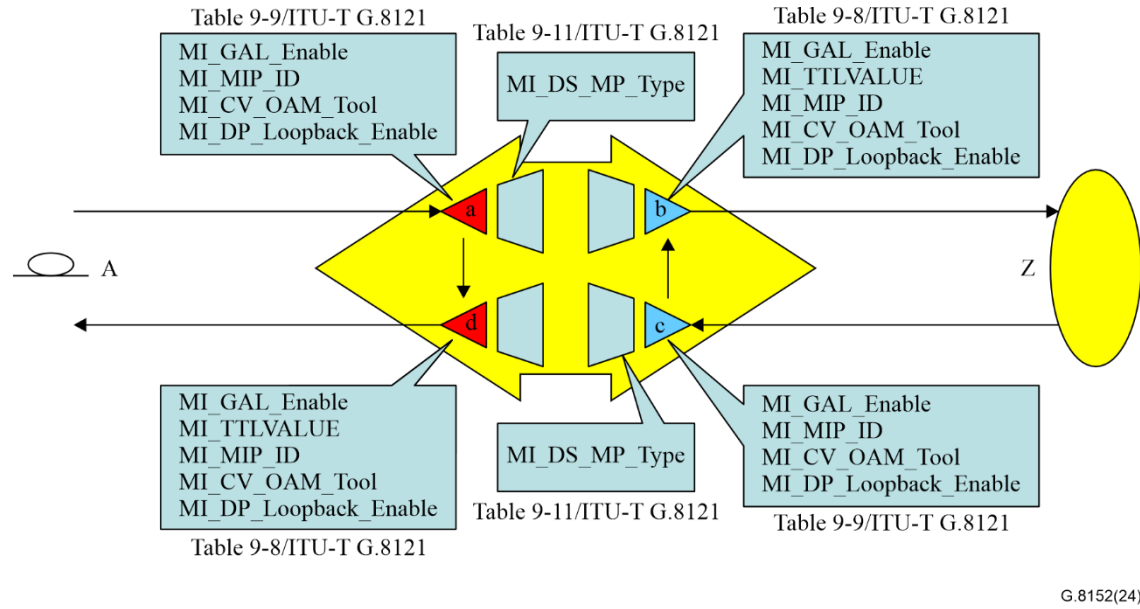 Table 9-9/ITU-T G.8121
MI_GAL_Enable
MI_MIP_ID
MI_CV_OAM_Tool
MI_DP_Loopback_Enable
Table 9-11/ITU-T G.8121
MI_DS_MP_Type
Table 9-8/ITU-T G.8121
MI_GAL_Enable
MI_TTLVALUE
MI_MIP_ID
MI_CV_OAM_Tool
MI_DP_Loopback_Enable
a
b
A
Z
d
c
MI_GAL_Enable
MI_TTLVALUE
MI_MIP_ID
MI_CV_OAM_Tool
MI_DP_Loopback_Enable
Table 9-8/ITU-T G.8121
MI_DS_MP_Type
Table 9-11/ITU-T G.8121
MI_GAL_Enable
MI_MIP_ID
MI_CV_OAM_Tool
MI_DP_Loopback_Enable
Table 9-9/ITU-T G.8121
G.8152(24)